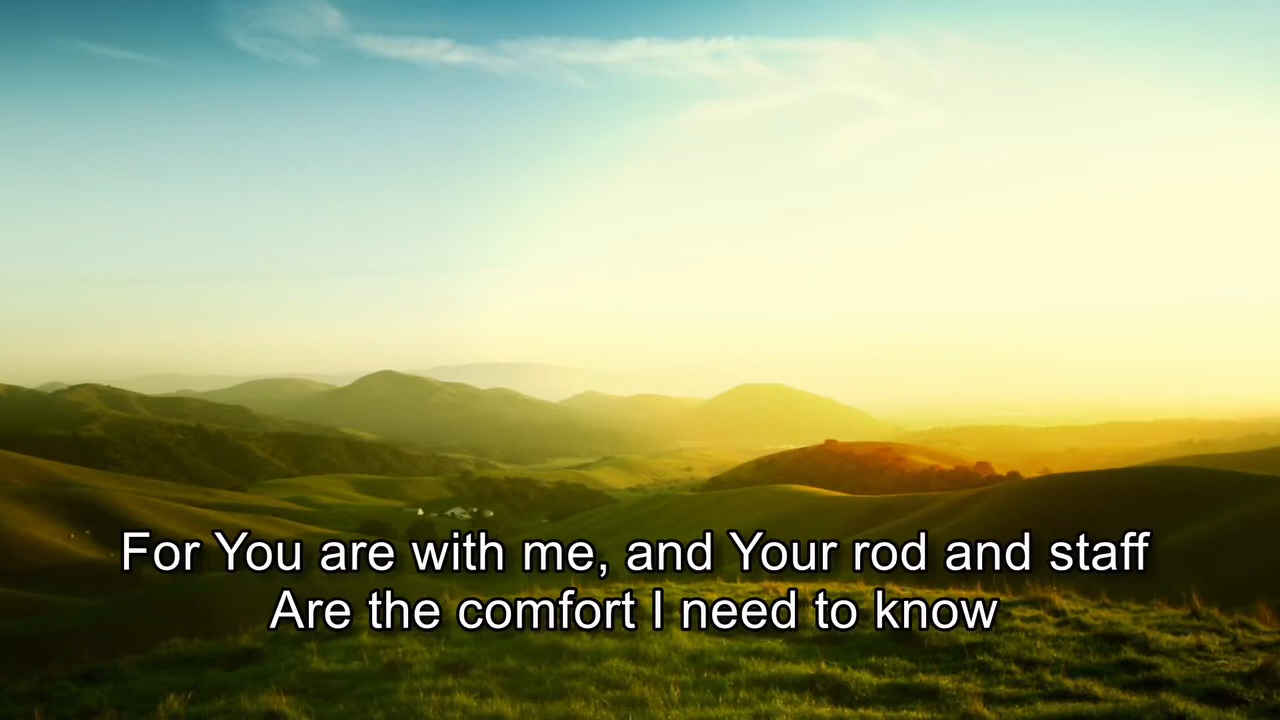 For You are with me, and Your rod and staff
Are the comfort I need to know